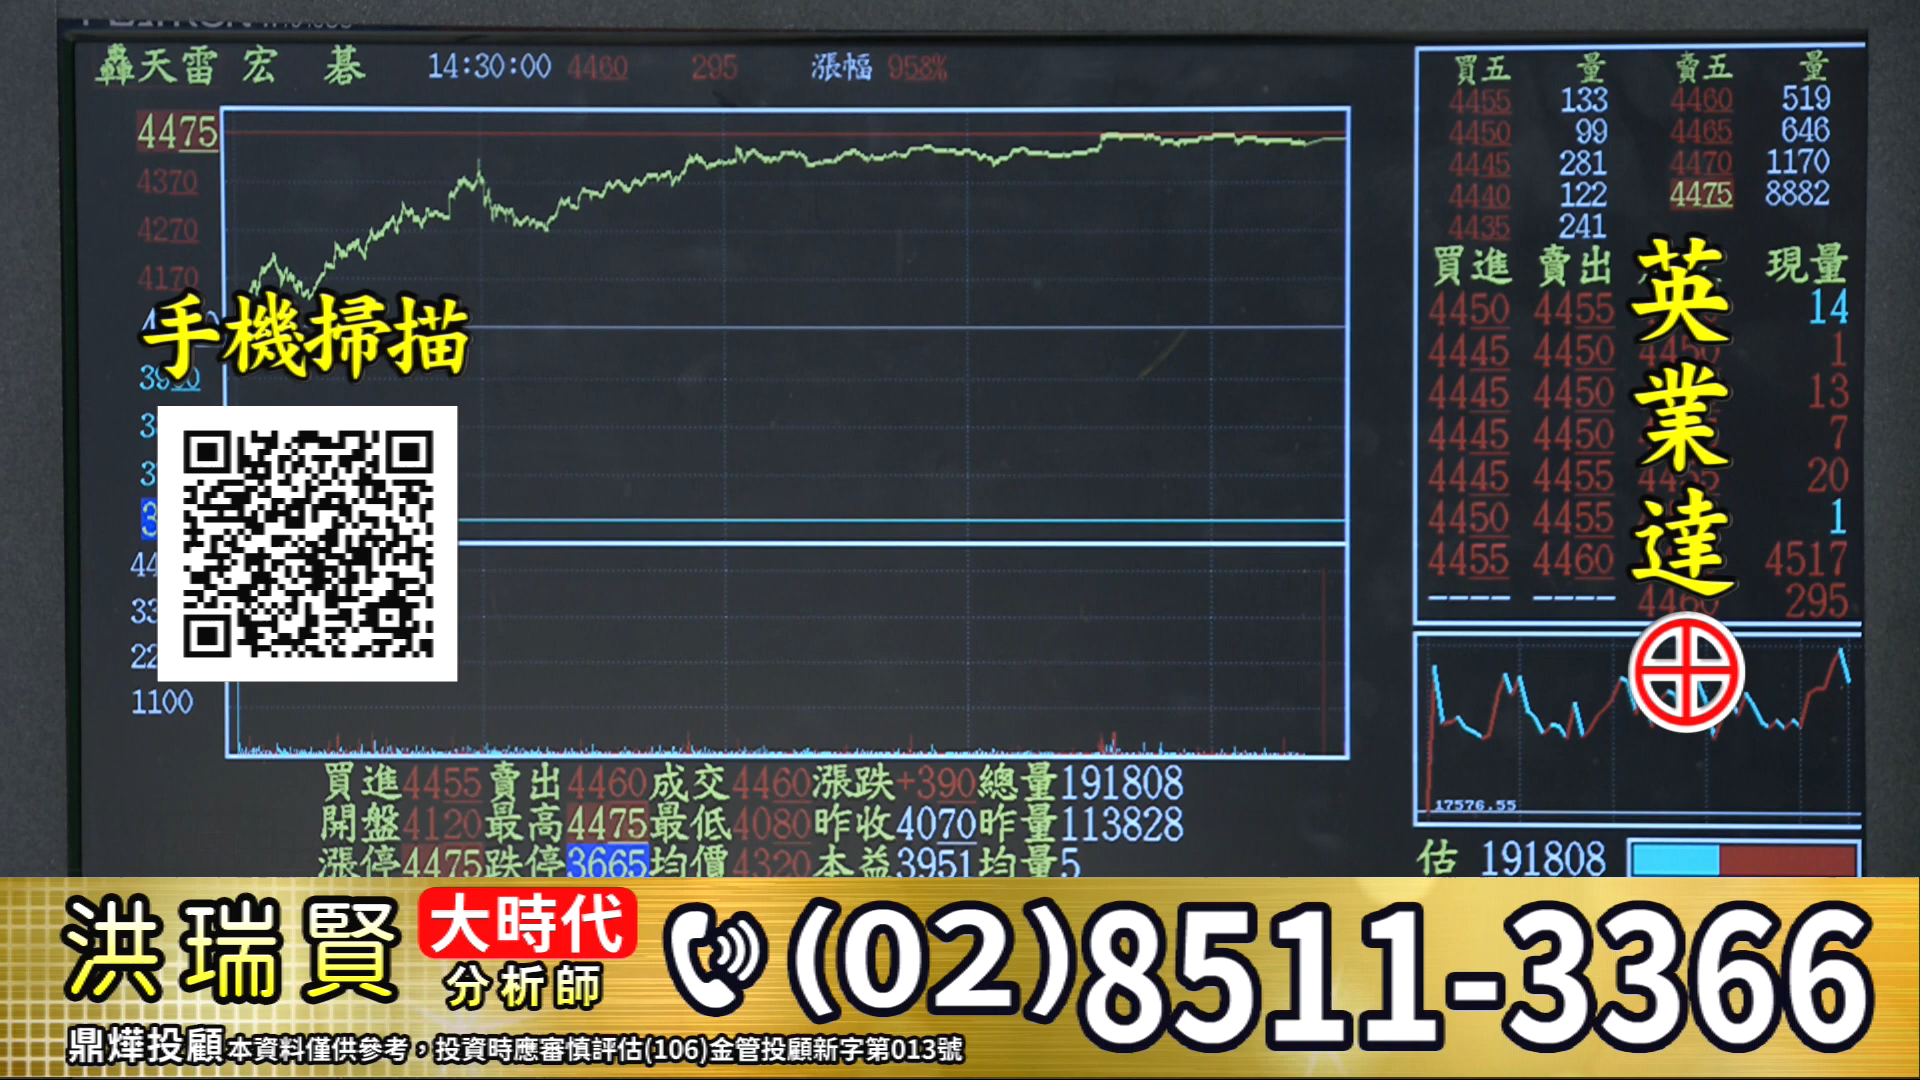 轟天雷 宏 碁 14:30:00 4460 295 漲幅 958%
4475
4370
4270
4170
1100
買五 量 賣五 量
4455 133 4460 519
4450 99 4465 646
4445 281 4470 1170
4440 122 4475 8882
4435 241
買進 賣出 現量
4450 4455 14
4445 4450 4450 1
4445 4450 13
4445 4450 7
4445 4455 4455 20
4450 4455 1
4455 4460 4517
---- ---- 4460 295
17576.55
估 191808
手機掃描
英業達
買進4455賣出4460成交4460漲跌+390總量191808
開盤4120最高4475最低4080昨收4070昨量113828
漲停4475跌停3665均價4320本益3951均量5
洪瑞賢
大時代
分析師
(02)8511-3366
鼎燁投顧 本資料僅供參考，投資時應審慎評估(106)金管投顧新字第013號